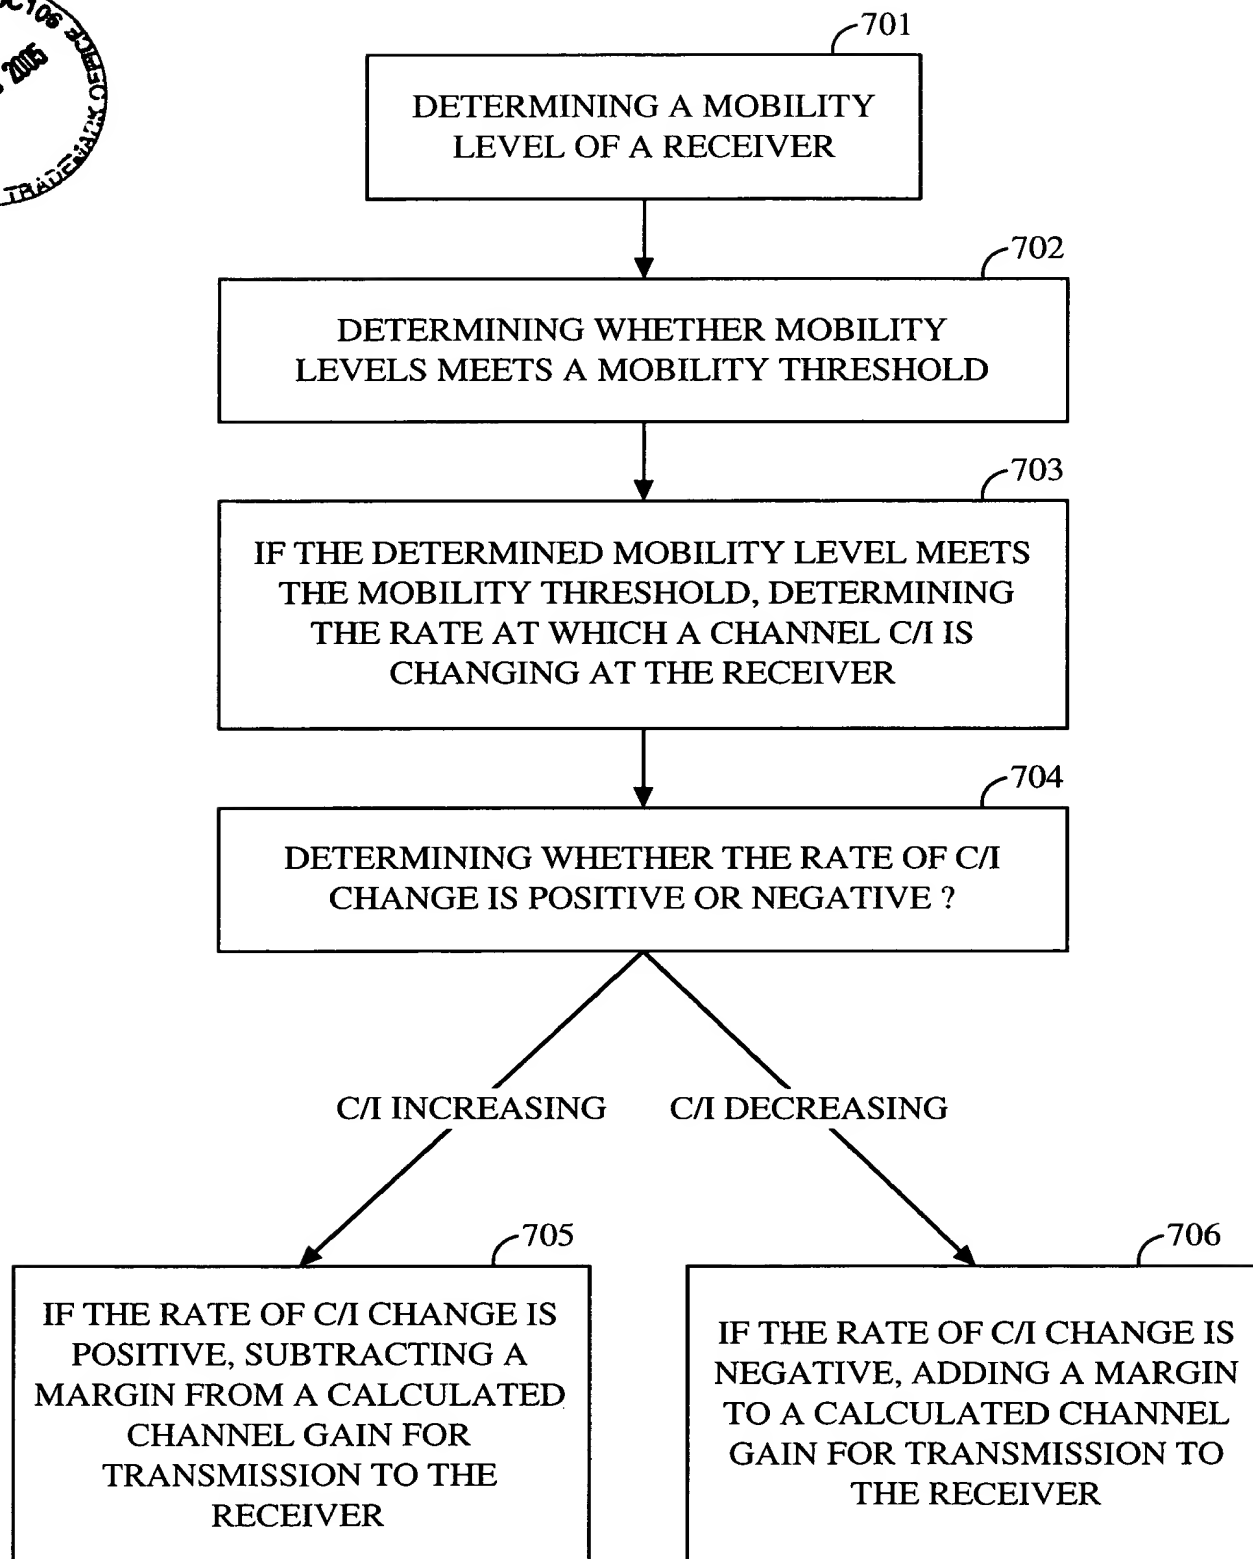 2005
TRADEMARK OFFICE
701
DETERMINING A MOBILITY
LEVEL OF A RECEIVER
702
DETERMINING WHETHER MOBILITY
LEVELS MEETS A MOBILITY THRESHOLD
703
IF THE DETERMINED MOBILITY LEVEL MEETS
THE MOBILITY THRESHOLD, DETERMINING
THE RATE AT WHICH A CHANNEL C/I IS
CHANGING AT THE RECEIVER
704
DETERMINING WHETHER THE RATE OF C/I
CHANGE IS POSITIVE OR NEGATIVE ?
C/I INCREASING
C/I DECREASING
705
IF THE RATE OF C/I CHANGE IS
POSITIVE, SUBTRACTING A
MARGIN FROM A CALCULATED
CHANNEL GAIN FOR
TRANSMISSION TO THE
RECEIVER
706
IF THE RATE OF C/I CHANGE IS
NEGATIVE, ADDING A MARGIN
TO A CALCULATED CHANNEL
GAIN FOR TRANSMISSION TO
THE RECEIVER